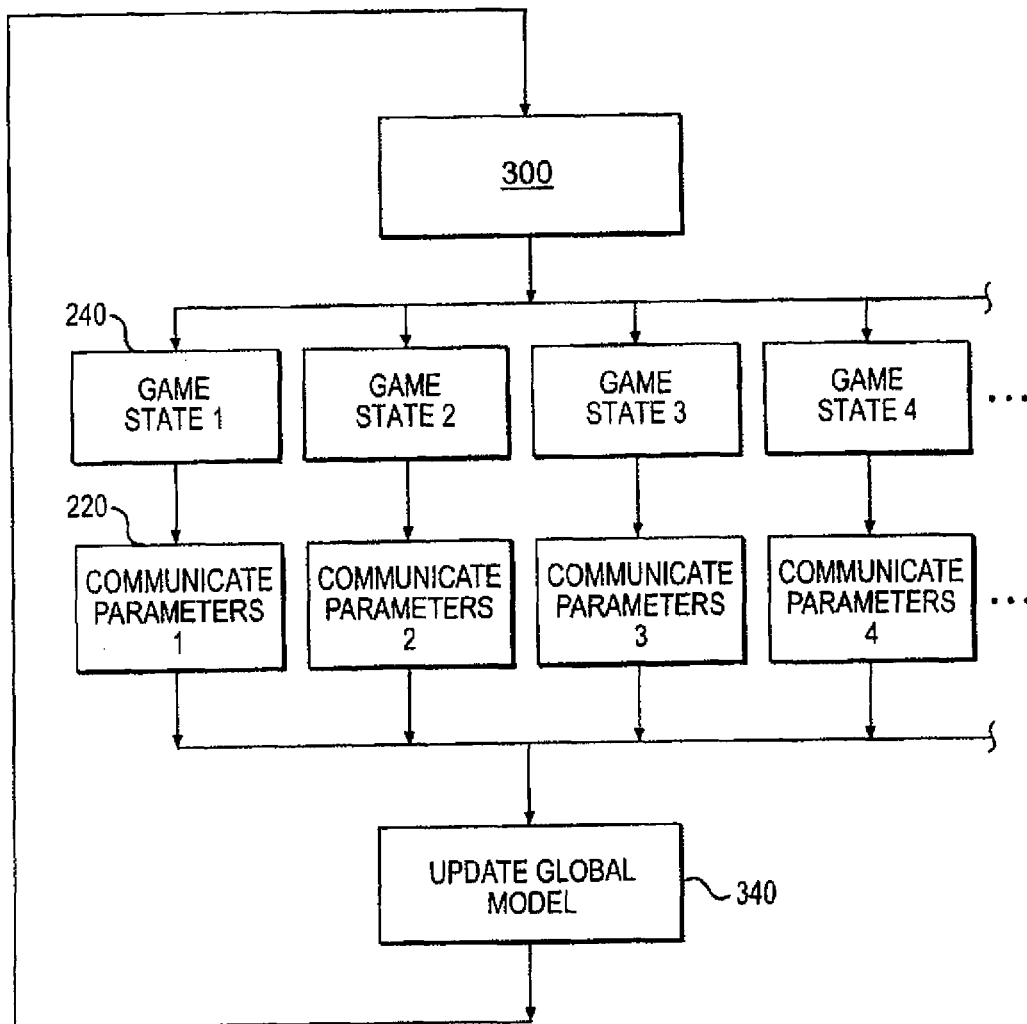 300
240
GAME
STATE 1
GAME
STATE 2
GAME
STATE 3
GAME
STATE 4
...
220
COMMUNICATE
PARAMETERS
1
COMMUNICATE
PARAMETERS
2
COMMUNICATE
PARAMETERS
3
COMMUNICATE
PARAMETERS
4
...
UPDATE GLOBAL
MODEL
340